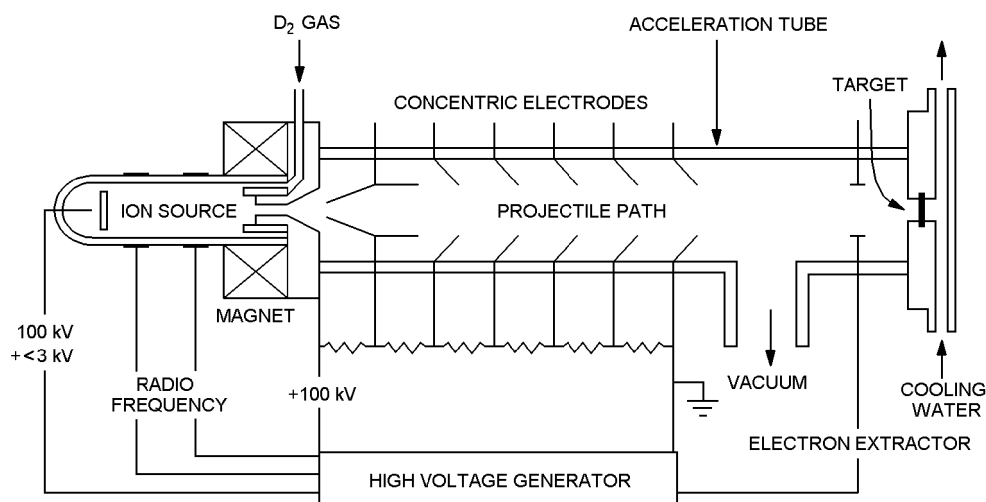 D2 GAS
ACCELERATION TUBE
TARGET
CONCENTRIC ELECTRODES
ION SOURCE
PROJECTILE PATH
MAGNET
100 kV
+<3 kV
RADIO
FREQUENCY
+100 kV
VACUUM
COOLING
WATER
ELECTRON EXTRACTOR
HIGH VOLTAGE GENERATOR